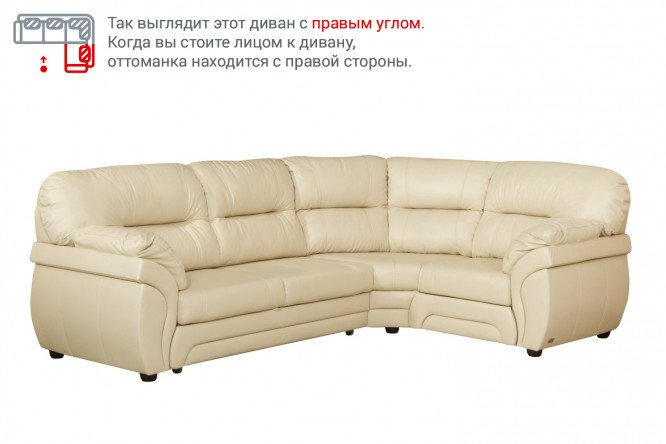 Так выглядит этот диван с правым углом.
Когда вы стоите лицом к дивану,
оттоманка находится с правой стороны.